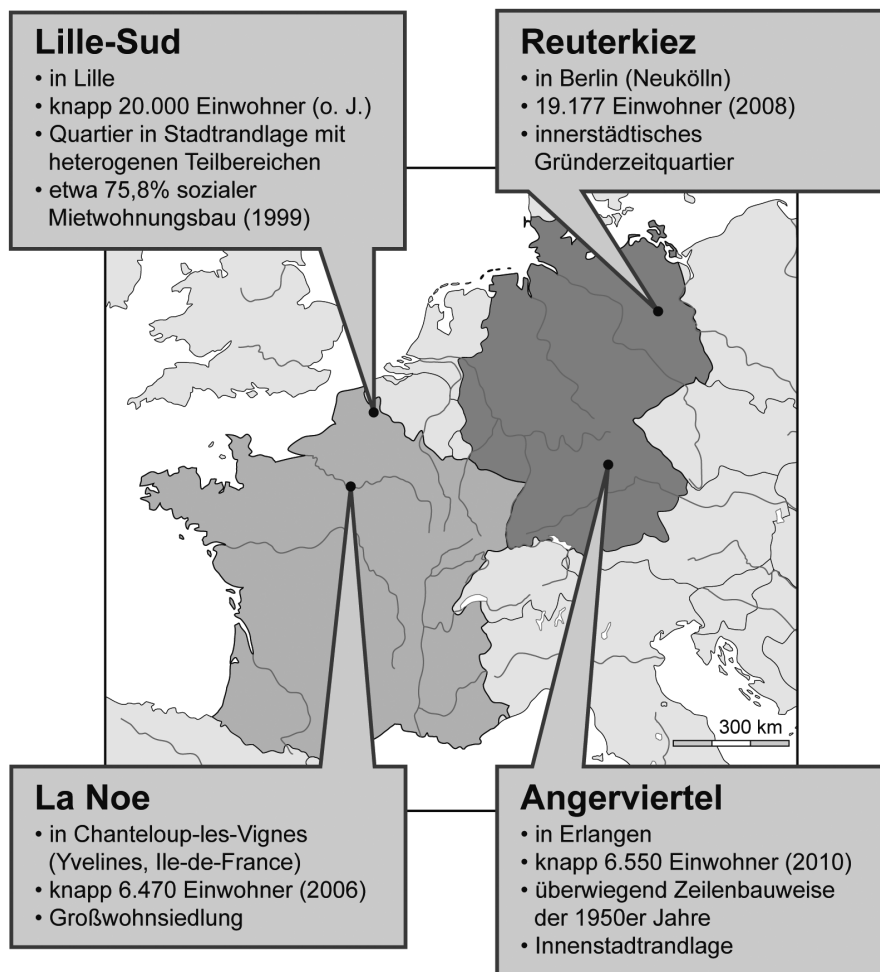 Lille-Sud
• in Lille
• knapp 20.000 Einwohner (o. J.)
• Quartier in Stadtrandlage mit
heterogenen Teilbereichen
• etwa 75,8% sozialer
Mietwohnungsbau (1999)
Reuterkiez
• in Berlin (Neukölln)
• 19.177 Einwohner (2008)
• innerstädtisches
Gründerzeitquartier
300 km
La Noe
• in Chanteloup-les-Vignes
(Yvelines, Ile-de-France)
• knapp 6.470 Einwohner (2006)
• Großwohnsiedlung
Angerviertel
• in Erlangen
• knapp 6.550 Einwohner (2010)
• überwiegend Zeilenbauweise
der 1950er Jahre
• Innenstadtrandlage